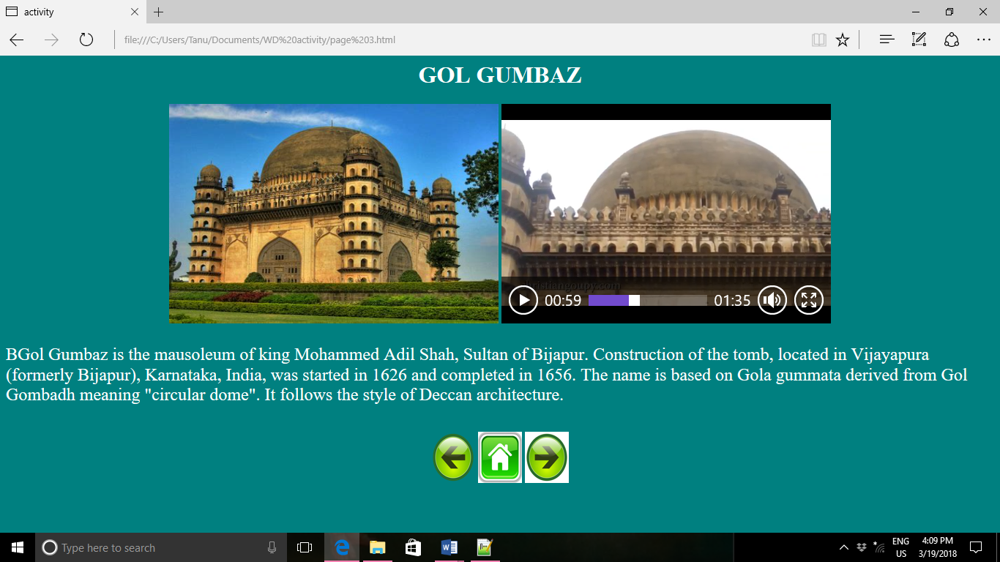 activity
file:///C:/Users/Tanu/Documents/WD%20activity/page%203.html
GOL GUMBAZ
christiangoupy.com
00:59
01:35
BGol Gumbaz is the mausoleum of king Mohammed Adil Shah, Sultan of Bijapur. Construction of the tomb, located in Vijayapura
(formerly Bijapur), Karnataka, India, was started in 1626 and completed in 1656. The name is based on Gola gummata derived from Gol
Gombadh meaning "circular dome". It follows the style of Deccan architecture.
Type here to search
ENG
US
4:09 PM
3/19/2018